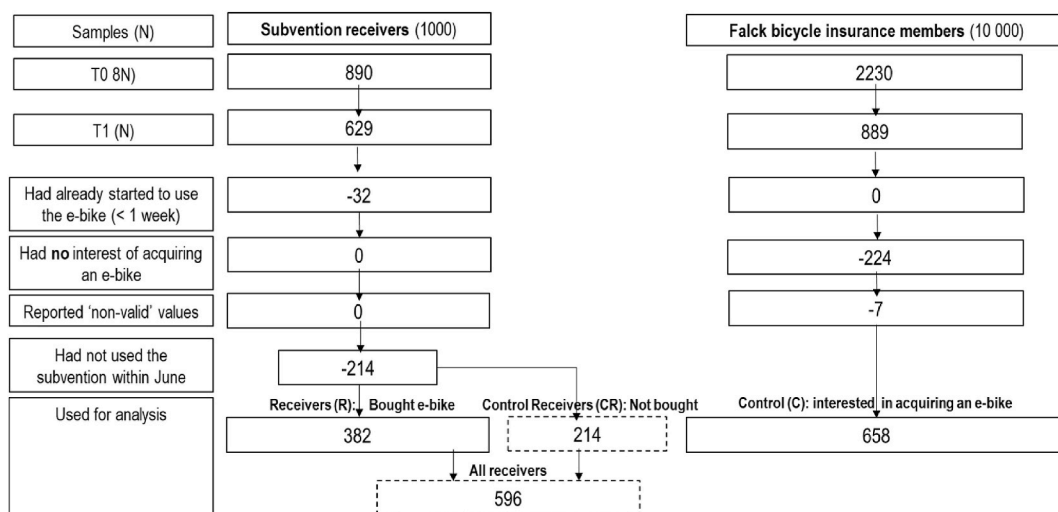 Samples (N)
Subvention receivers (1000)
Falck bicycle insurance members (10 000)
T0 8N)
890
2230
T1 (N)
629
889
Had already started to use
the e-bike (< 1 week)
-32
0
Had no interest of acquiring
an e-bike
0
-224
Reported ‘non-valid’ values
0
-7
Had not used the
subvention within June
-214
Used for analysis
Receivers (R): Bought e-bike
Control Receivers (CR): Not bought
Control (C): interested in acquiring an e-bike
382
214
658
All receivers
596